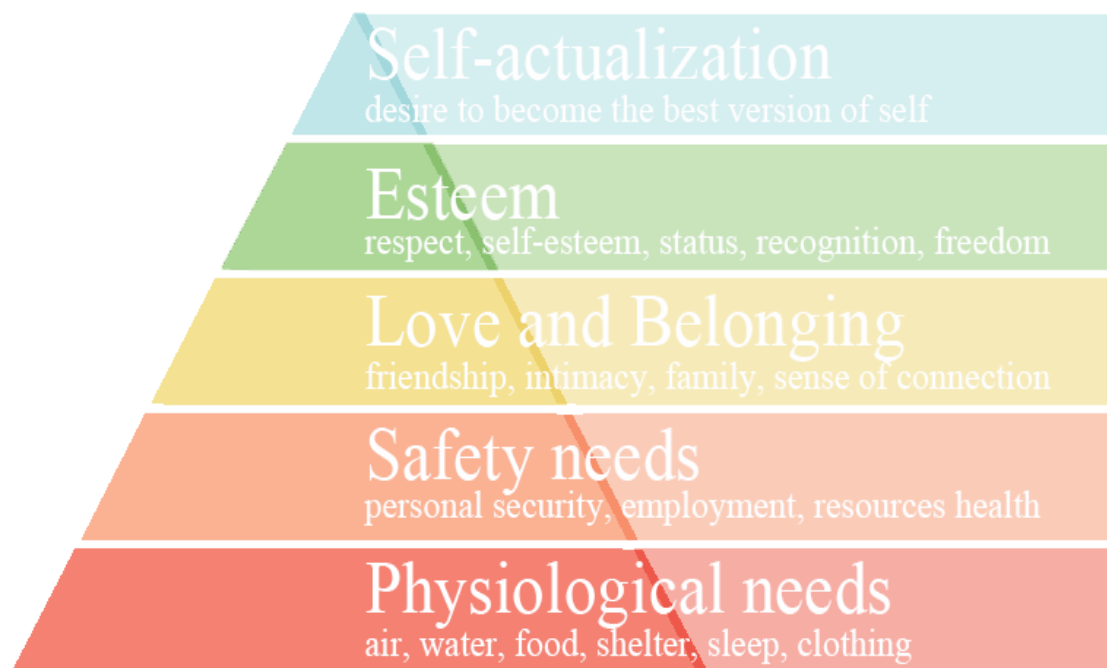 Self-actualization
desire to become the best version of self
Esteem
respect, self-esteem, status, recognition, freedom
Love and Belonging
friendship, intimacy, family, sense of connection
Safety needs
personal security, employment, resources health
Physiological needs
air, water, food, shelter, sleep, clothing